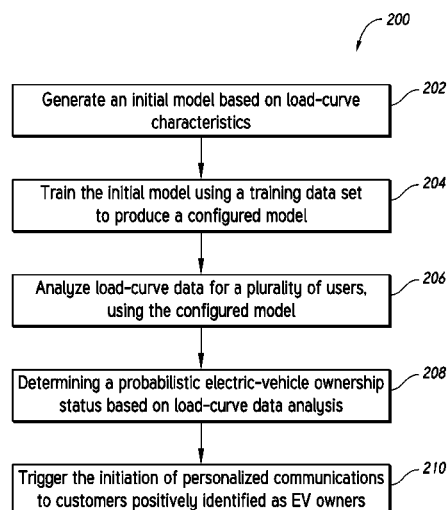 200
202
Generate an initial model based on load-curve
characteristics
204
Train the initial model using a training data set
to produce a configured model
206
Analyze load-curve data for a plurality of users,
using the configured model
208
Determining a probabilistic electric-vehicle ownership
status based on load-curve data analysis
210
Trigger the initiation of personalized communications
to customers positively identified as EV owners